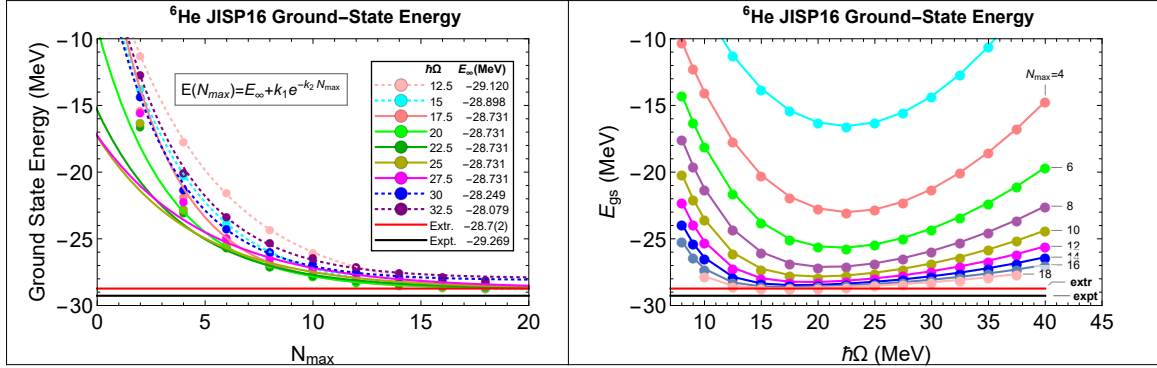 ⁶He JISP16 Ground−State Energy
Ground State Energy (MeV)
−10
−15
−20
−25
−30
0
5
10
15
20
N_max
E(N_max)=E_∞+k₁e^(−k₂ N_max)
ℏΩ E_∞(MeV)
12.5 −29.120
15 −28.898
17.5 −28.731
20 −28.731
22.5 −28.731
25 −28.731
27.5 −28.731
30 −28.249
32.5 −28.079
Extr. −28.7(2)
Expt. −29.269
⁶He JISP16 Ground−State Energy
E_gs (MeV)
−10
−15
−20
−25
−30
10
15
20
25
30
35
40
45
ℏΩ (MeV)
N_max=4
6
8
10
12
16
18
extr
expt